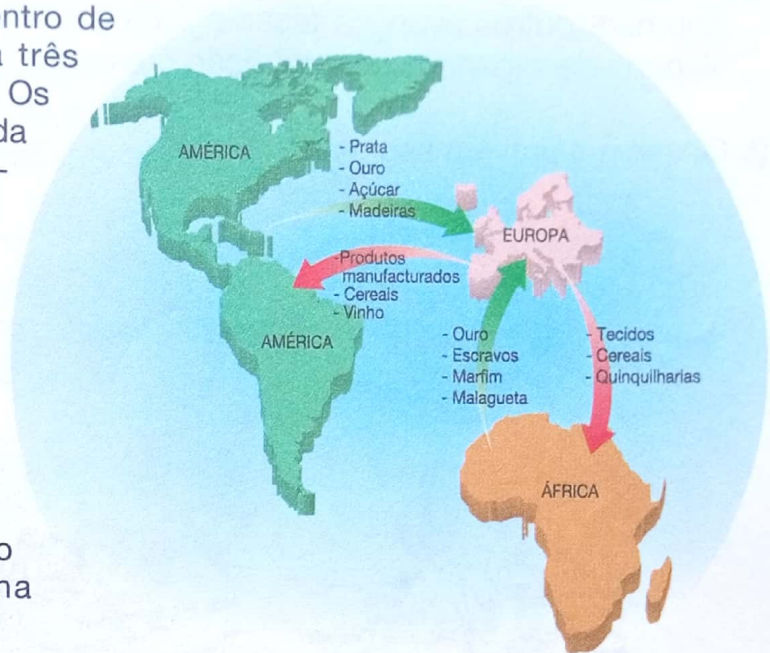 ntro de
três
Os
da
AMÉRICA
- Prata
- Ouro
- Açúcar
- Madeiras
EUROPA
-Produtos
manufacturados
- Cereais
- Vinho
AMÉRICA
- Ouro
- Escravos
- Marfim
- Malagueta
- Tecidos
- Cereais
- Quinquilharias
ÁFRICA
o
na